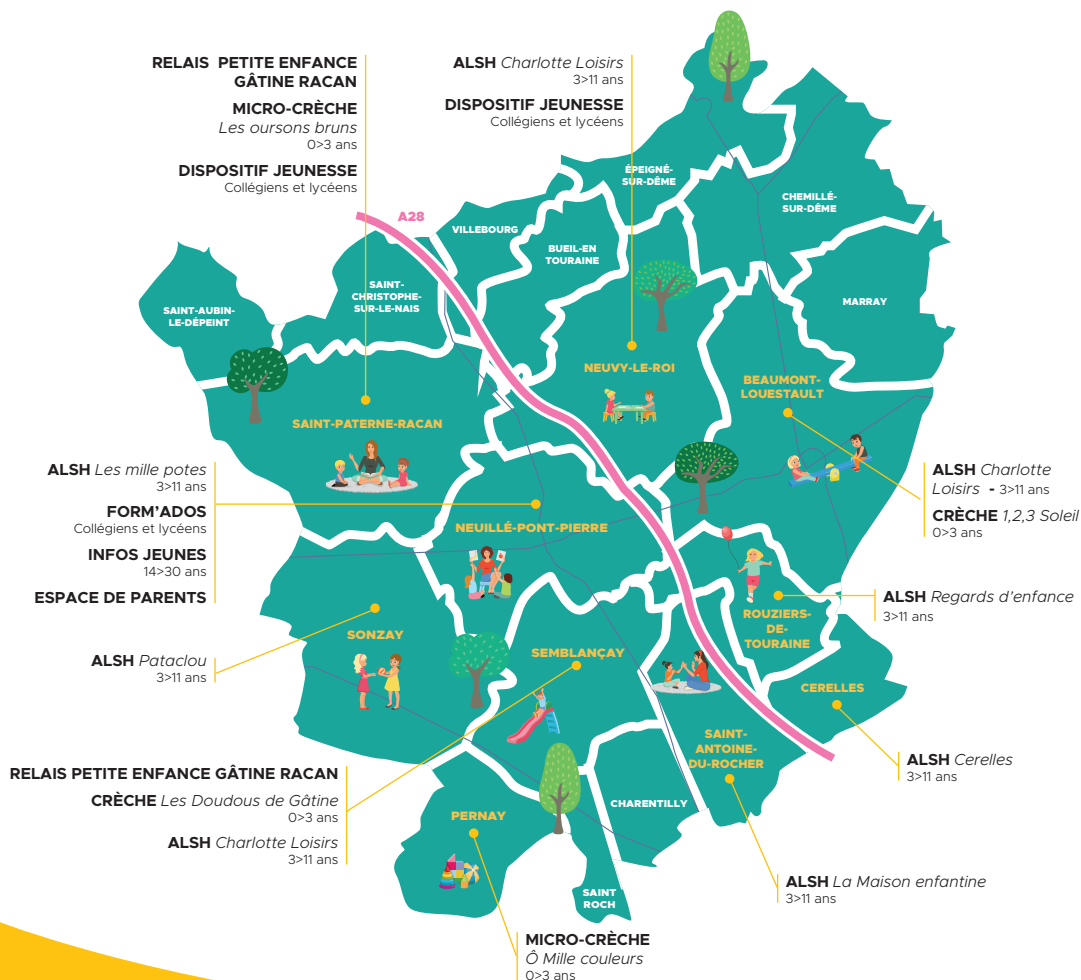 RELAIS PETITE ENFANCE
GÂTINE RACAN
MICRO-CRÈCHE
Les oursons bruns
0>3 ans
DISPOSITIF JEUNESSE
Collégiens et lycéens
ALSH Charlotte Loisirs
3>11 ans
DISPOSITIF JEUNESSE
Collégiens et lycéens
A28
ÉPEIGNÉ-
SUR-DÊME
CHEMILLÉ-
SUR-DÊME
VILLEBOURG
BUEIL-EN
TOURAINE
SAINT-
CHRISTOPHE-
SUR-LE-NAIS
SAINT-AUBIN-
LE-DÉPEINT
MARRAY
NEUVY-LE-ROI
BEAUMONT-
LOUESTAULT
SAINT-PATERNE-RACAN
ALSH Les mille potes
3>11 ans
FORM'ADOS
Collégiens et lycéens
INFOS JEUNES
14>30 ans
ESPACE DE PARENTS
NEUILLÉ-PONT-PIERRE
ALSH Charlotte
Loisirs - 3>11 ans
CRÈCHE 1,2,3 Soleil
0>3 ans
ALSH Regards d'enfance
3>11 ans
ROUZIERS-
DE-
TOURAINE
SONZAY
ALSH Pataclou
3>11 ans
SEMBLANÇAY
CERELLES
SAINT-
ANTOINE-
DU-ROCHER
ALSH Cerelles
3>11 ans
RELAIS PETITE ENFANCE GÂTINE RACAN
CRÈCHE Les Doudous de Gâtine
0>3 ans
ALSH Charlotte Loisirs
3>11 ans
CHARENTILLY
PERNAY
SAINT
ROCH
ALSH La Maison enfantine
3>11 ans
MICRO-CRÈCHE
Ô Mille couleurs
0>3 ans